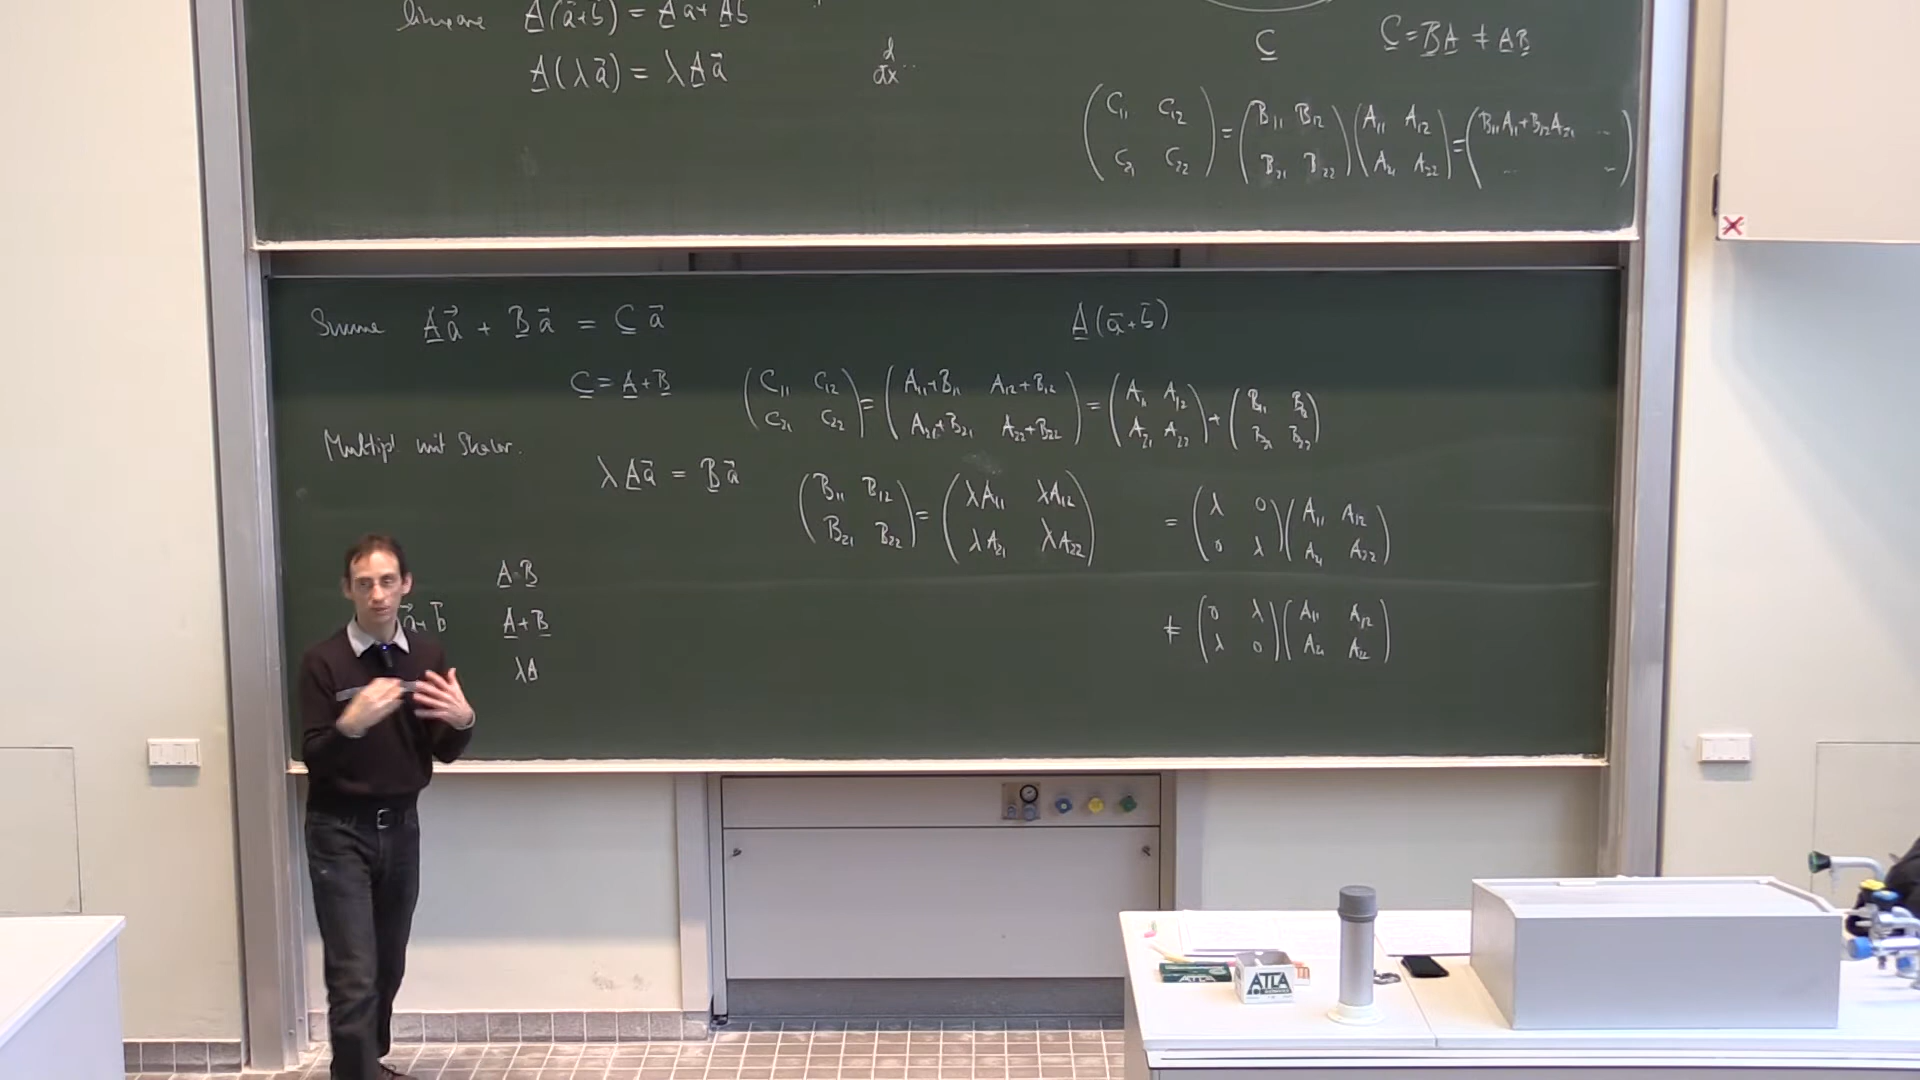 lineare A(a⃗+b⃗) = Aa + Ab
A(λa⃗) = λAa⃗
d/dx ..
C
C = BA ≠ AB
(C₁₁ C₁₂; C₂₁ C₂₂) = (B₁₁ B₁₂; B₂₁ B₂₂)(A₁₁ A₁₂; A₂₁ A₂₂) = (B₁₁A₁₁+B₁₂A₂₁ ...; ... ...)
Summe Aa⃗ + Ba⃗ = Ca⃗
A(a⃗+b⃗)
C = A + B
(C₁₁ C₁₂; C₂₁ C₂₂) = (A₁₁+B₁₁ A₁₂+B₁₂; A₂₁+B₂₁ A₂₂+B₂₂) = (A₁₁ A₁₂; A₂₁ A₂₂) + (B₁₁ B₁₂; B₂₁ B₂₂)
Multipl mit Skalar.
λAa⃗ = Ba⃗
(B₁₁ B₁₂; B₂₁ B₂₂) = (λA₁₁ λA₁₂; λA₂₁ λA₂₂)
= (λ 0; 0 λ)(A₁₁ A₁₂; A₂₁ A₂₂)
≠ (0 λ; λ 0)(A₁₁ A₁₂; A₂₁ A₂₂)
A·B
a⃗+b⃗ A+B
λA
ATLA